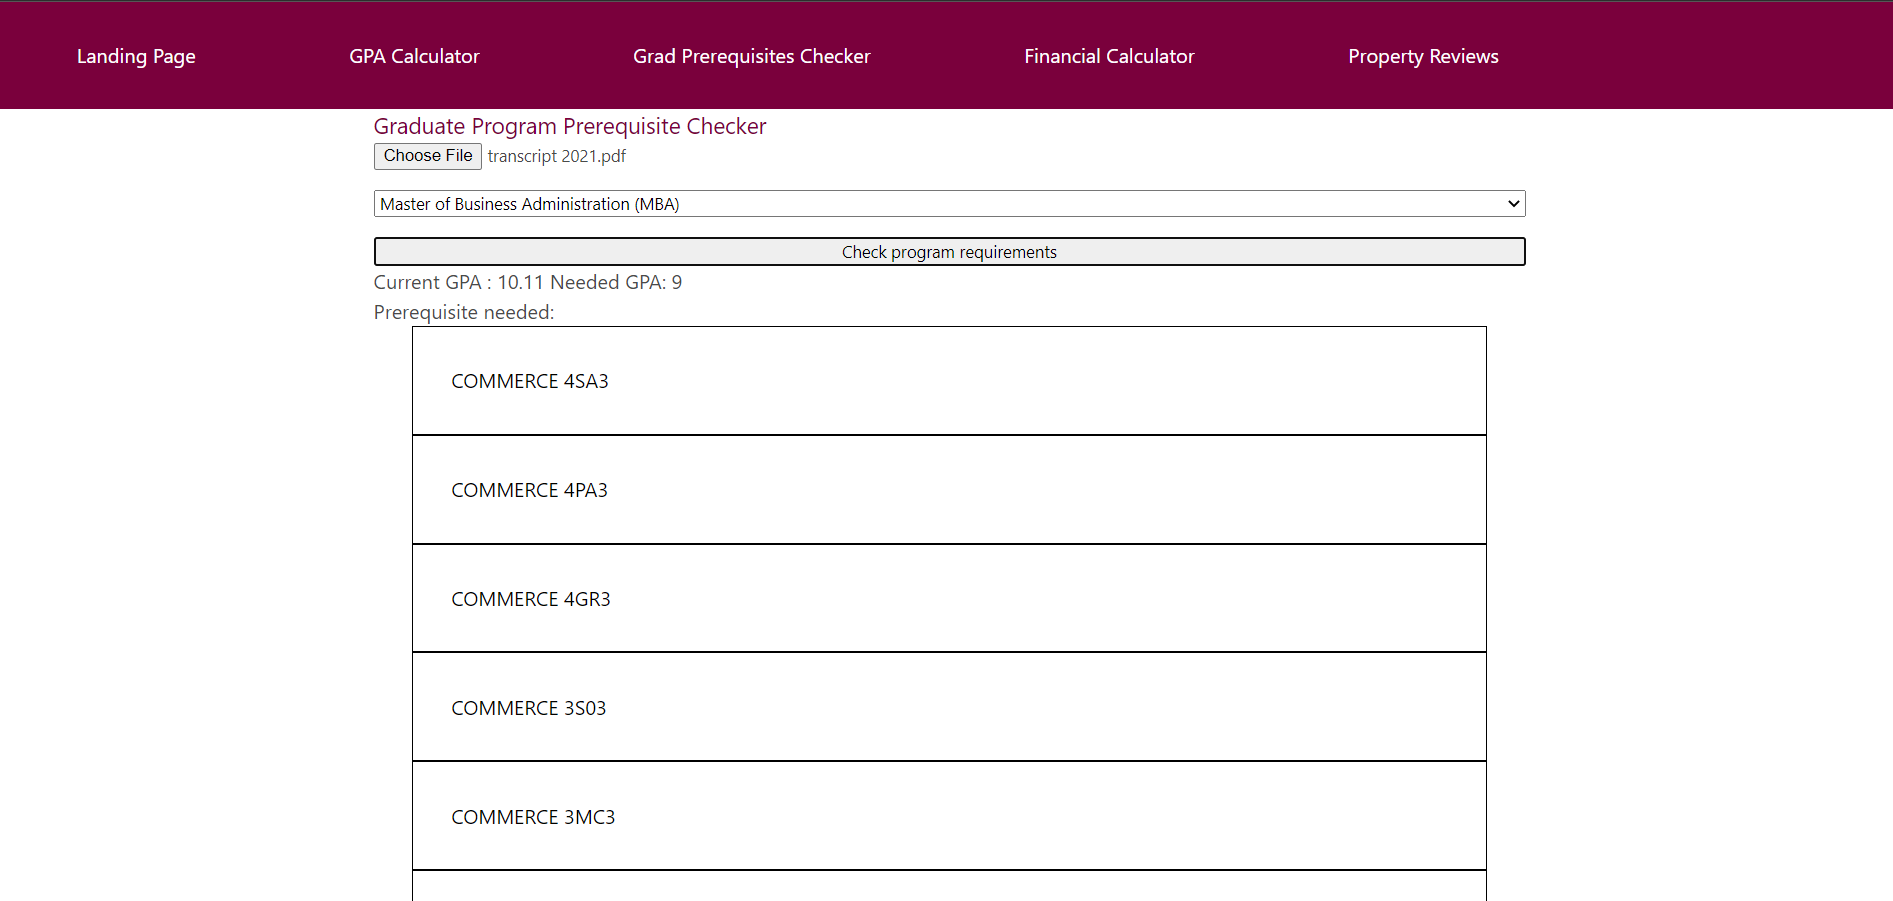 Landing Page GPA Calculator Grad Prerequisites Checker Financial Calculator Property Reviews
Graduate Program Prerequisite Checker
Choose File transcript 2021.pdf
Master of Business Administration (MBA)
Check program requirements
Current GPA : 10.11 Needed GPA: 9
Prerequisite needed:
COMMERCE 4SA3
COMMERCE 4PA3
COMMERCE 4GR3
COMMERCE 3S03
COMMERCE 3MC3